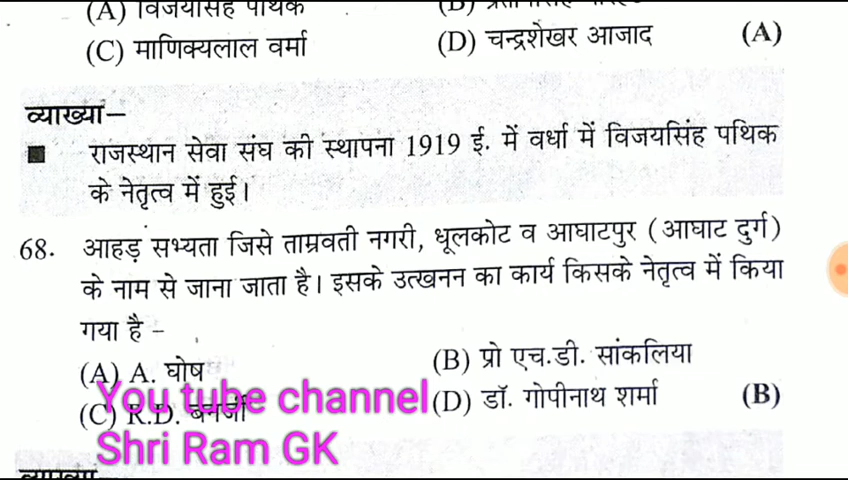 (A) विजयसिंह पथिक (B)
(C) माणिक्यलाल वर्मा (D) चन्द्रशेखर आजाद (A)
व्याख्या–
राजस्थान सेवा संघ की स्थापना 1919 ई. में वर्धा में विजयसिंह पथिक
के नेतृत्व में हुई।
68. आहड़ सभ्यता जिसे ताम्रवती नगरी, धूलकोट व आघाटपुर (आघाट दुर्ग)
के नाम से जाना जाता है। इसके उत्खनन का कार्य किसके नेतृत्व में किया
गया है –
(A) A. घोष (B) प्रो एच.डी. सांकलिया
(C) R.D. बनर्जी (D) डॉ. गोपीनाथ शर्मा (B)
You tube channel
Shri Ram GK